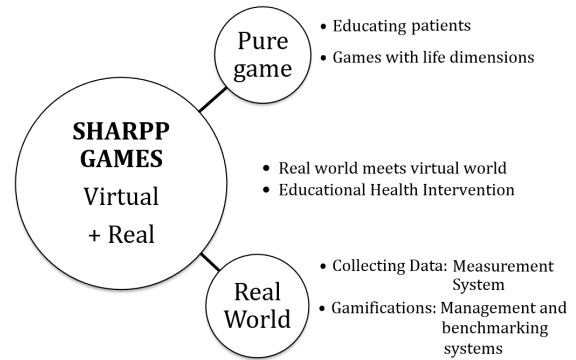 Pure
game
• Educating patients
• Games with life dimensions
SHARPP
GAMES
Virtual
+ Real
• Real world meets virtual world
• Educational Health Intervention
Real
World
• Collecting Data: Measurement
System
• Gamifications: Management and
benchmarking
systems